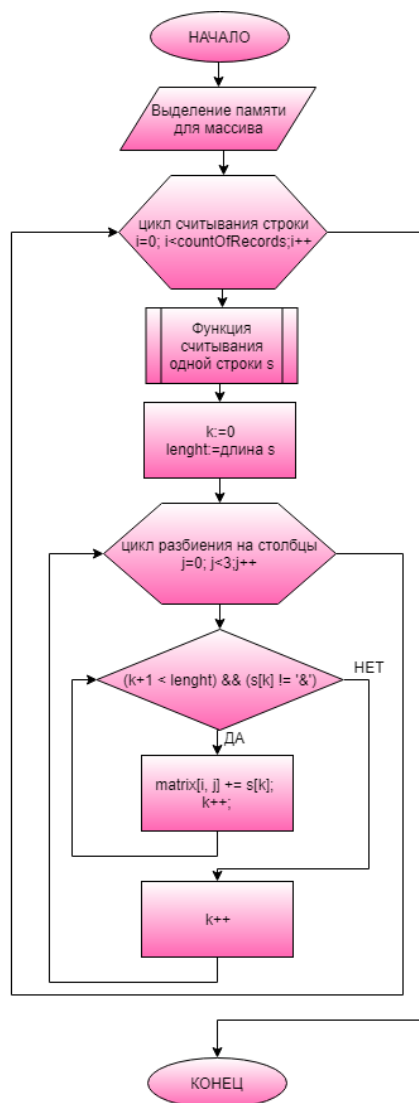 НАЧАЛО
Выделение памяти
для массива
цикл считывания строки
i=0; i<countOfRecords;i++
Функция
считывания
одной строки s
k:=0
lenght:=длина s
цикл разбиения на столбцы
j=0; j<3;j++
(k+1 < lenght) && (s[k] != '&')
НЕТ
ДА
matrix[i, j] += s[k];
k++;
k++
КОНЕЦ